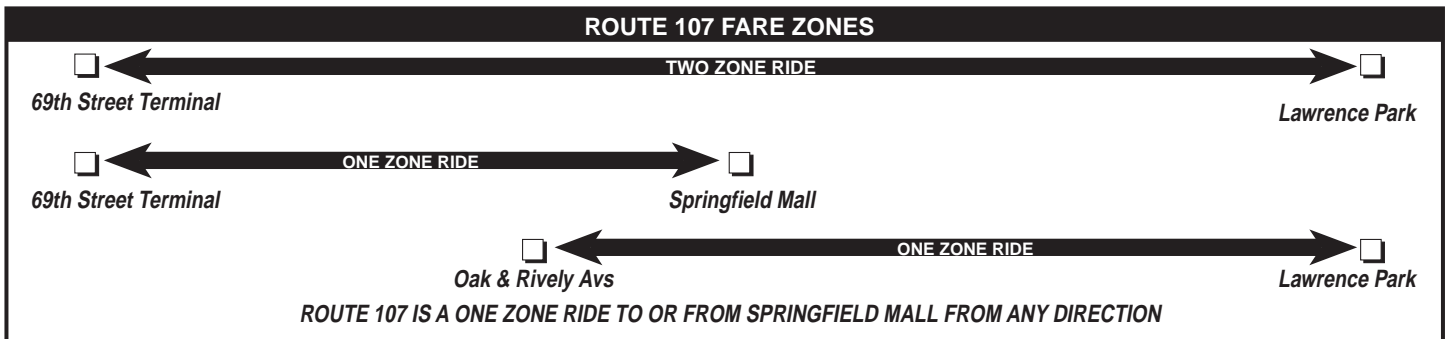 ROUTE 107 FARE ZONES
TWO ZONE RIDE
69th Street Terminal
Lawrence Park
ONE ZONE RIDE
69th Street Terminal
Springfield Mall
ONE ZONE RIDE
Oak & Rively Avs
Lawrence Park
ROUTE 107 IS A ONE ZONE RIDE TO OR FROM SPRINGFIELD MALL FROM ANY DIRECTION